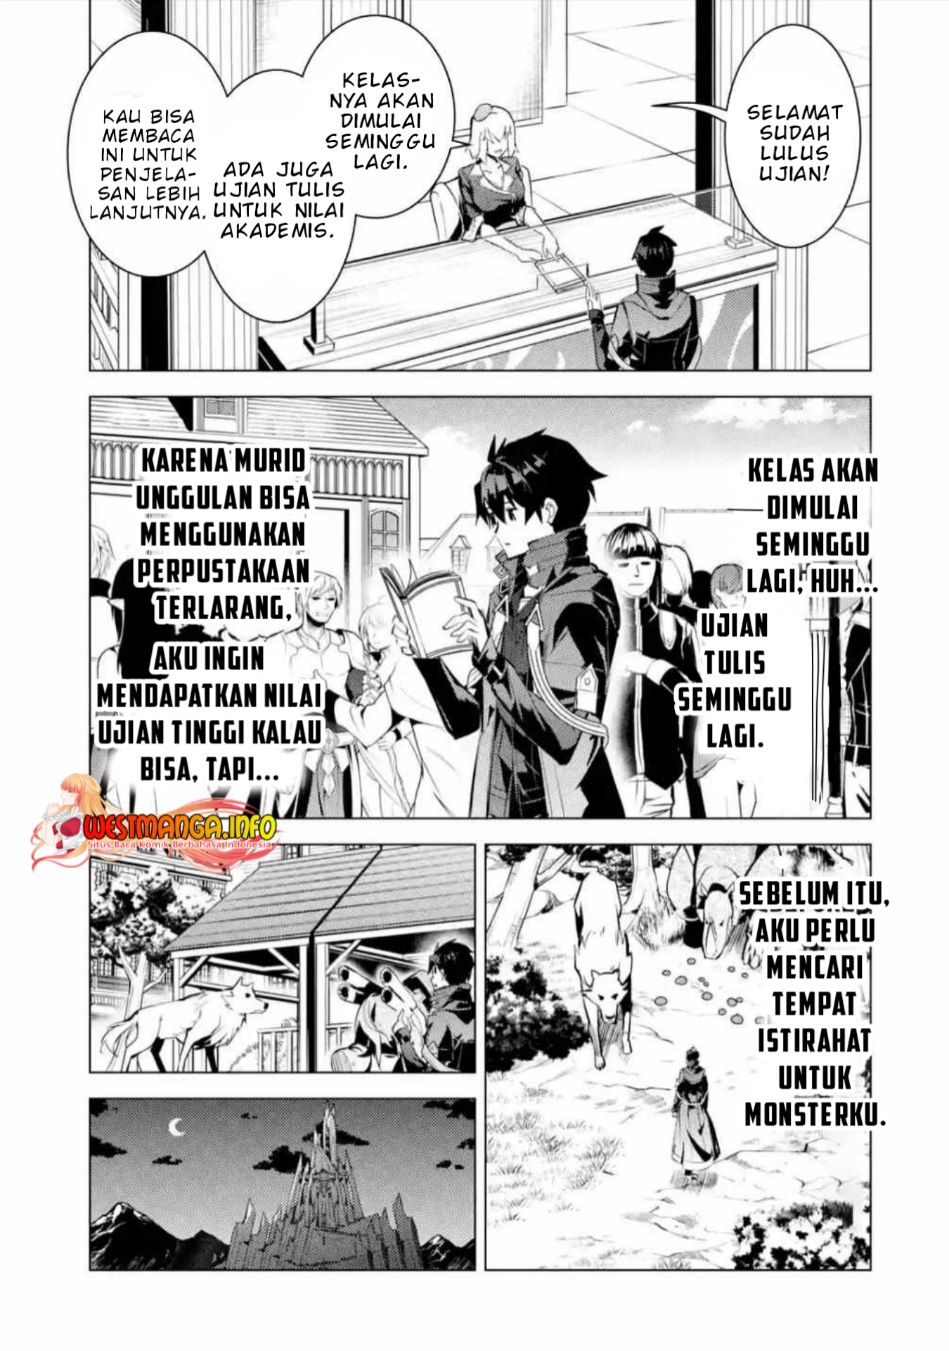 SELAMAT
SUDAH
LULUS
UJIAN!
KELAS-
NYA AKAN
DIMULAI
SEMINGGU
LAGI.
ADA JUGA
UJIAN TULIS
UNTUK NILAI
AKADEMIS.
KAU BISA
MEMBACA
INI UNTUK
PENJELA-
SAN LEBIH
LANJUTNYA.
KELAS AKAN
DIMULAI
SEMINGGU
LAGI, HUH...
UJIAN
TULIS
SEMINGGU
LAGI.
KARENA MURID
UNGGULAN BISA
MENGGUNAKAN
PERPUSTAKAAN
TERLARANG,
AKU INGIN
MENDAPATKAN NILAI
UJIAN TINGGI KALAU
BISA, TAPI...
WESTMANGA.INFO
Situs Baca Komik Berbahasa Indonesia
SEBELUM ITU,
AKU PERLU
MENCARI
TEMPAT
ISTIRAHAT
UNTUK
MONSTERKU.